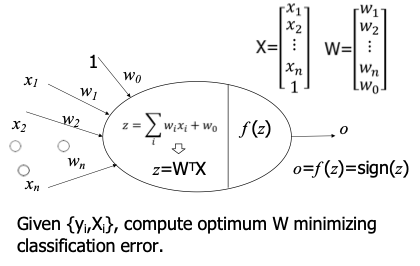 X=[x₁ x₂ ⋮ xₙ 1] W=[w₁ w₂ ⋮ wₙ w₀]
1
w₀
x₁
w₁
x₂
w₂
wₙ
xₙ
z = ∑ᵢ wᵢxᵢ + w₀
⇩
z=WᵀX
f(z)
o
o=f(z)=sign(z)
Given {yᵢ,Xᵢ}, compute optimum W minimizing
classification error.